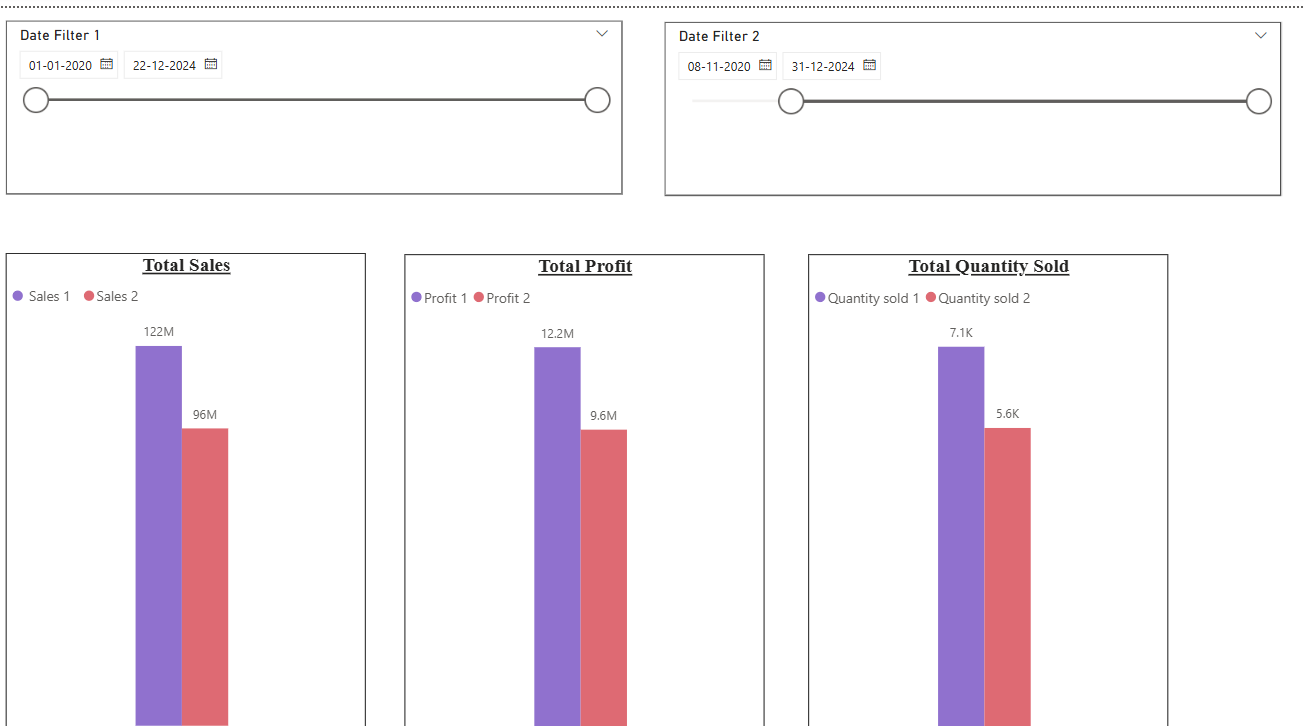 Date Filter 1
01-01-2020 22-12-2024
Date Filter 2
08-11-2020 31-12-2024
Total Sales
Sales 1 Sales 2
122M
96M
Total Profit
Profit 1 Profit 2
12.2M
9.6M
Total Quantity Sold
Quantity sold 1 Quantity sold 2
7.1K
5.6K